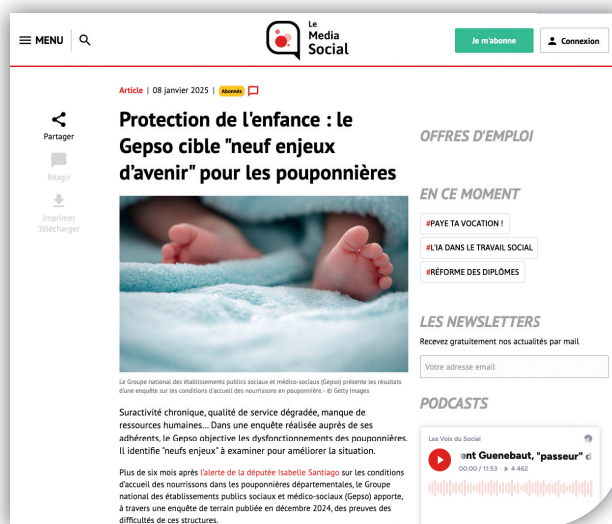 MENU
Le
Media
Social
Je m'abonne
Connexion
Article | 08 janvier 2025 | Abonnés
Partager
Réagir
Imprimer
Télécharger
Protection de l'enfance : le
Gepso cible "neuf enjeux
d'avenir" pour les pouponnières
Le Groupe national des établissements publics sociaux et médico-sociaux (Gepso) présente les résultats
d'une enquête sur les conditions d'accueil des nourrissons en pouponnière. - © Getty Images
Suractivité chronique, qualité de service dégradée, manque de
ressources humaines... Dans une enquête réalisée auprès de ses
adhérents, le Gepso objective les dysfonctionnements des pouponnières.
Il identifie "neufs enjeux" à examiner pour améliorer la situation.
Plus de six mois après l'alerte de la députée Isabelle Santiago sur les conditions
d'accueil des nourrissons dans les pouponnières départementales, le Groupe
national des établissements publics sociaux et médico-sociaux (Gepso) apporte,
à travers une enquête de terrain publiée en décembre 2024, des preuves des
difficultés de ces structures.
OFFRES D'EMPLOI
EN CE MOMENT
#PAYE TA VOCATION !
#L'IA DANS LE TRAVAIL SOCIAL
#RÉFORME DES DIPLÔMES
LES NEWSLETTERS
Recevez gratuitement nos actualités par mail
Votre adresse email
PODCASTS
Les Voix du Social
ent Guenebaut, "passeur" d
00:00 / 11:53 · 4 462